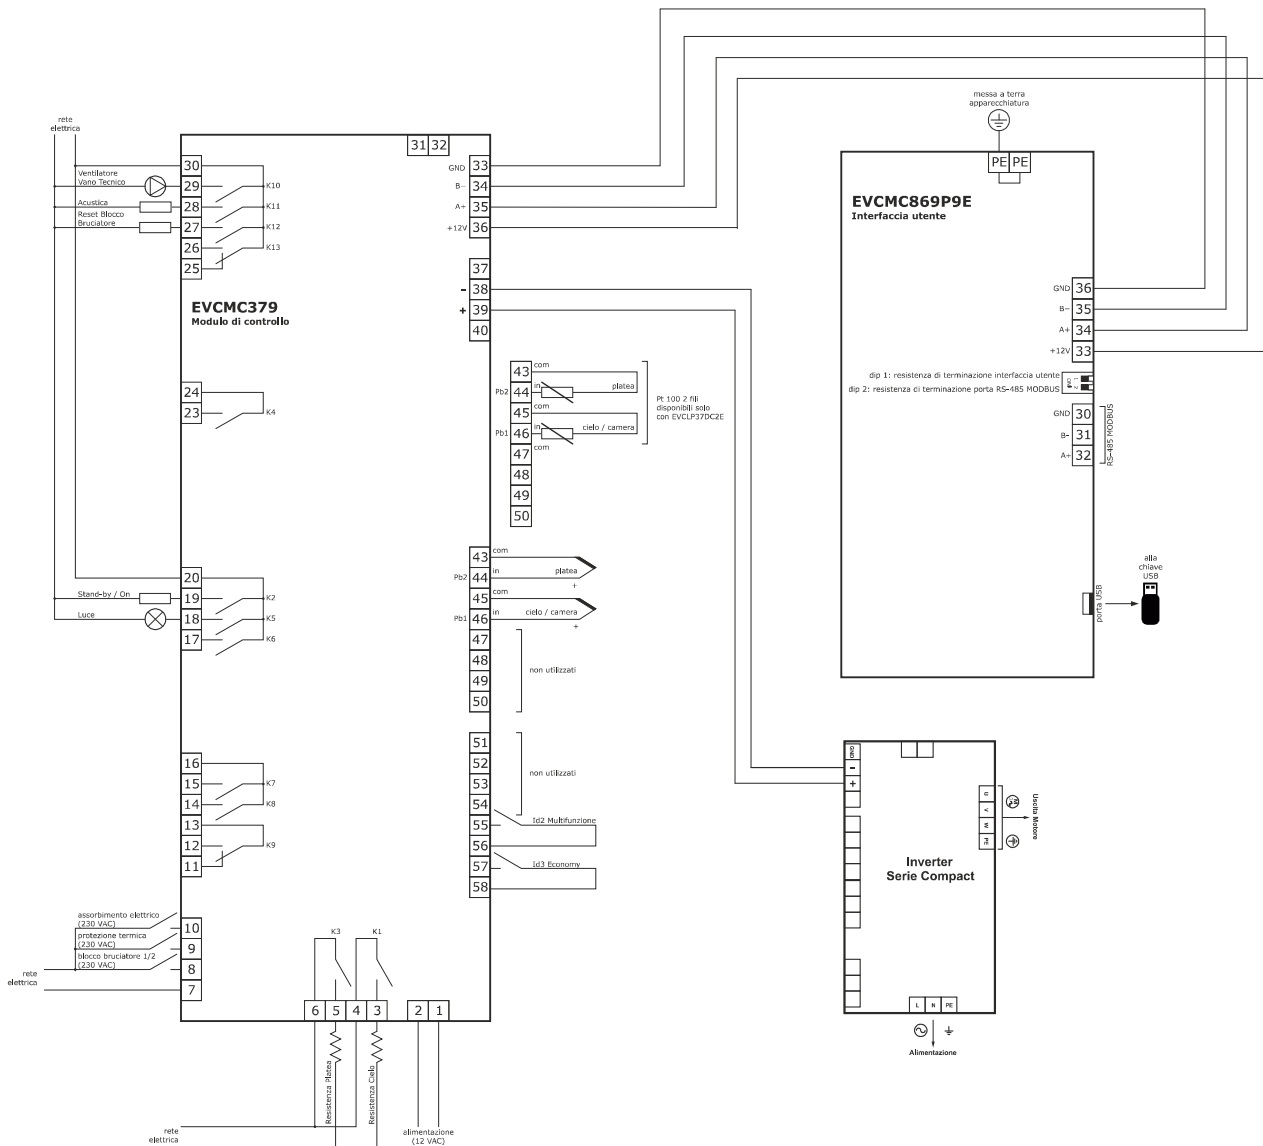 messa a terra
apparecchiatura
PE PE
rete
elettrica
31 32
30
29
28
27
26
25
Ventilatore
Vano Tecnico
Acustica
Reset Blocco
Bruciatore
K10
K11
K12
K13
GND 33
B- 34
A+ 35
+12V 36
37
- 38
+ 39
40
EVCMC379
Modulo di controllo
EVCMC869P9E
Interfaccia utente
GND 36
B- 35
A+ 34
+12V 33
dip 1: resistenza di terminazione interfaccia utente
dip 2: resistenza di terminazione porta RS-485 MODBUS
ON
1 2
GND 30
B- 31
A+ 32
RS-485 MODBUS
24
23
K4
43 com
Pb2 44 in platea
45 com
Pb1 46 in cielo / camera
47 com
48
49
50
Pt 100 2 fili
disponibili solo
con EVCLP37DC2E
20
Stand-by / On 19
Luce 18
17
K2
K5
K6
43 com
Pb2 44 in platea
+
45 com
Pb1 46 in cielo / camera
+
47
48
49
50
non utilizzati
porta USB
alla
chiave
USB
51
52
53
54
non utilizzati
55
Id2 Multifunzione
56
57
Id3 Economy
58
16
15
14
13
12
11
K7
K8
K9
assorbimento elettrico
(230 VAC)
10
protezione termica
(230 VAC)
9
blocco bruciatore 1/2
(230 VAC)
8
7
rete
elettrica
K3 K1
6 5 4 3 2 1
Resistenza Platea
Resistenza Cielo
rete
elettrica
alimentazione
(12 VAC)
GND
-
+
U
V
W
PE
Uscita Motore
Inverter
Serie Compact
L N PE
Alimentazione